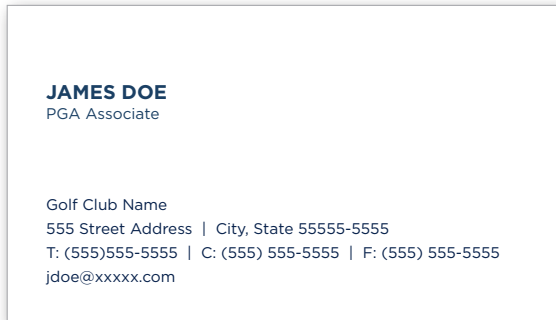 JAMES DOE
PGA Associate
Golf Club Name
555 Street Address | City, State 55555-5555
T: (555)555-5555 | C: (555) 555-5555 | F: (555) 555-5555
jdoe@xxxxx.com